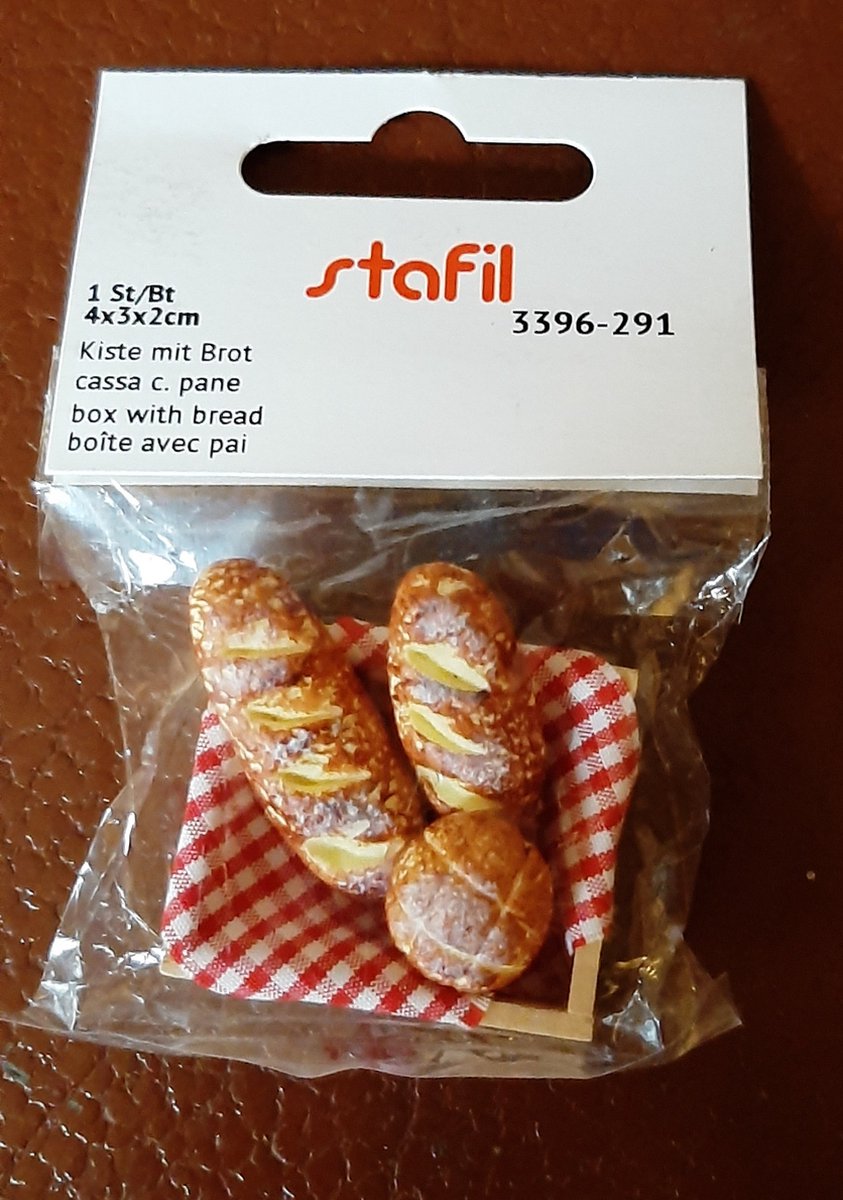 stafil
3396-291
1 St/Bt
4x3x2cm
Kiste mit Brot
cassa c. pane
box with bread
boîte avec pai